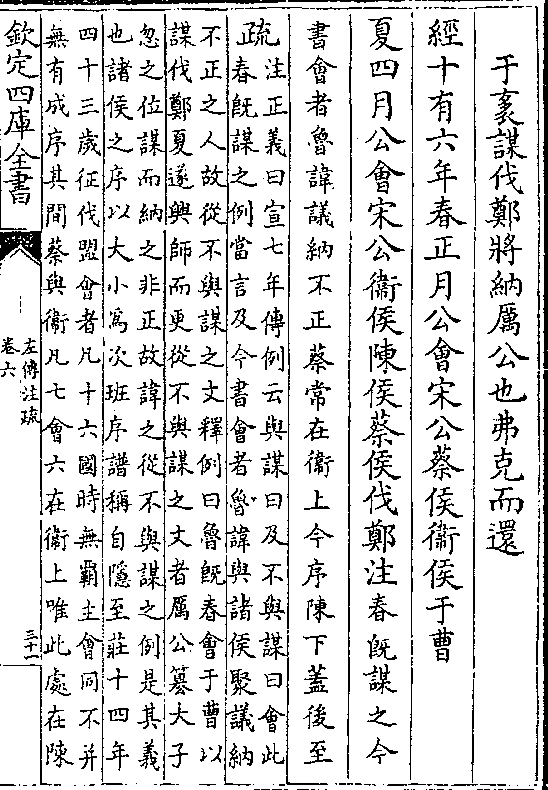 于袲謀伐鄭將納厲公也弗克而還
經十有六年春正月公會宋公蔡侯衞侯于曹
夏四月公會宋公衞侯陳侯蔡侯伐鄭注春既謀之今
書會者魯諱議納不正蔡常在衞上今序陳下蓋後至
疏注正義曰宣七年傳例云與謀曰及不與謀曰會此
春既謀之例當言及今書會者魯諱與諸侯聚議納
不正之人故從不與謀之文釋例曰魯既春會于曹以
謀伐鄭夏遂興師而更從不與謀之文者厲公簒大子
忽之位謀而納之非正故諱之從不與謀之例是其義
也諸侯之序以大小爲次班序譜稱自隱至莊十四年
四十三歲征伐盟會者凡十六國時無霸主會同不并
無有成序其間蔡與衞凡七會六在衞上唯此處在陳
欽定四庫全書
左傳注疏
卷六
三十一